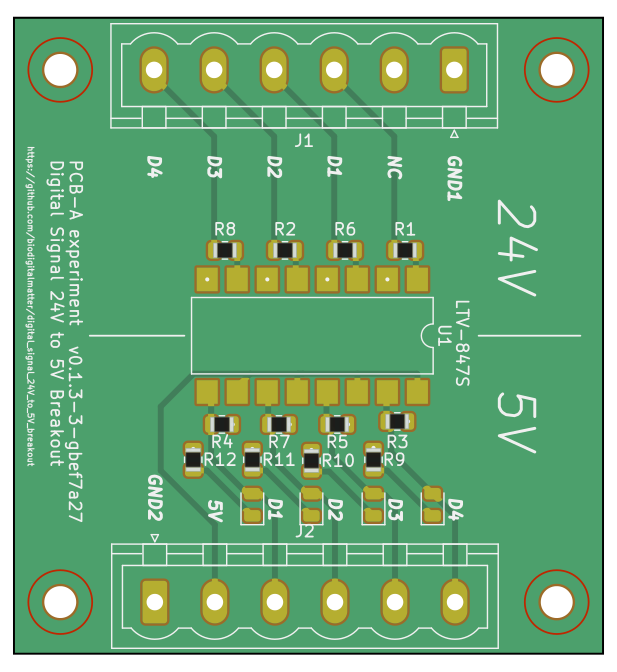 J1
D4
D3
D2
D1
NC
GND1
PCB-A experiment v0.1.3-3-gbef7a27
Digital Signal 24V to 5V Breakout
https://github.com/biodigitalmatter/digital_signal_24V_to_5V_breakout
24V
R8
R2
R6
R1
LTV-847S
U1
5V
R4
R7
R5
R3
R12
R11
R10
R9
GND2
5V
D1
D2
D3
D4
J2